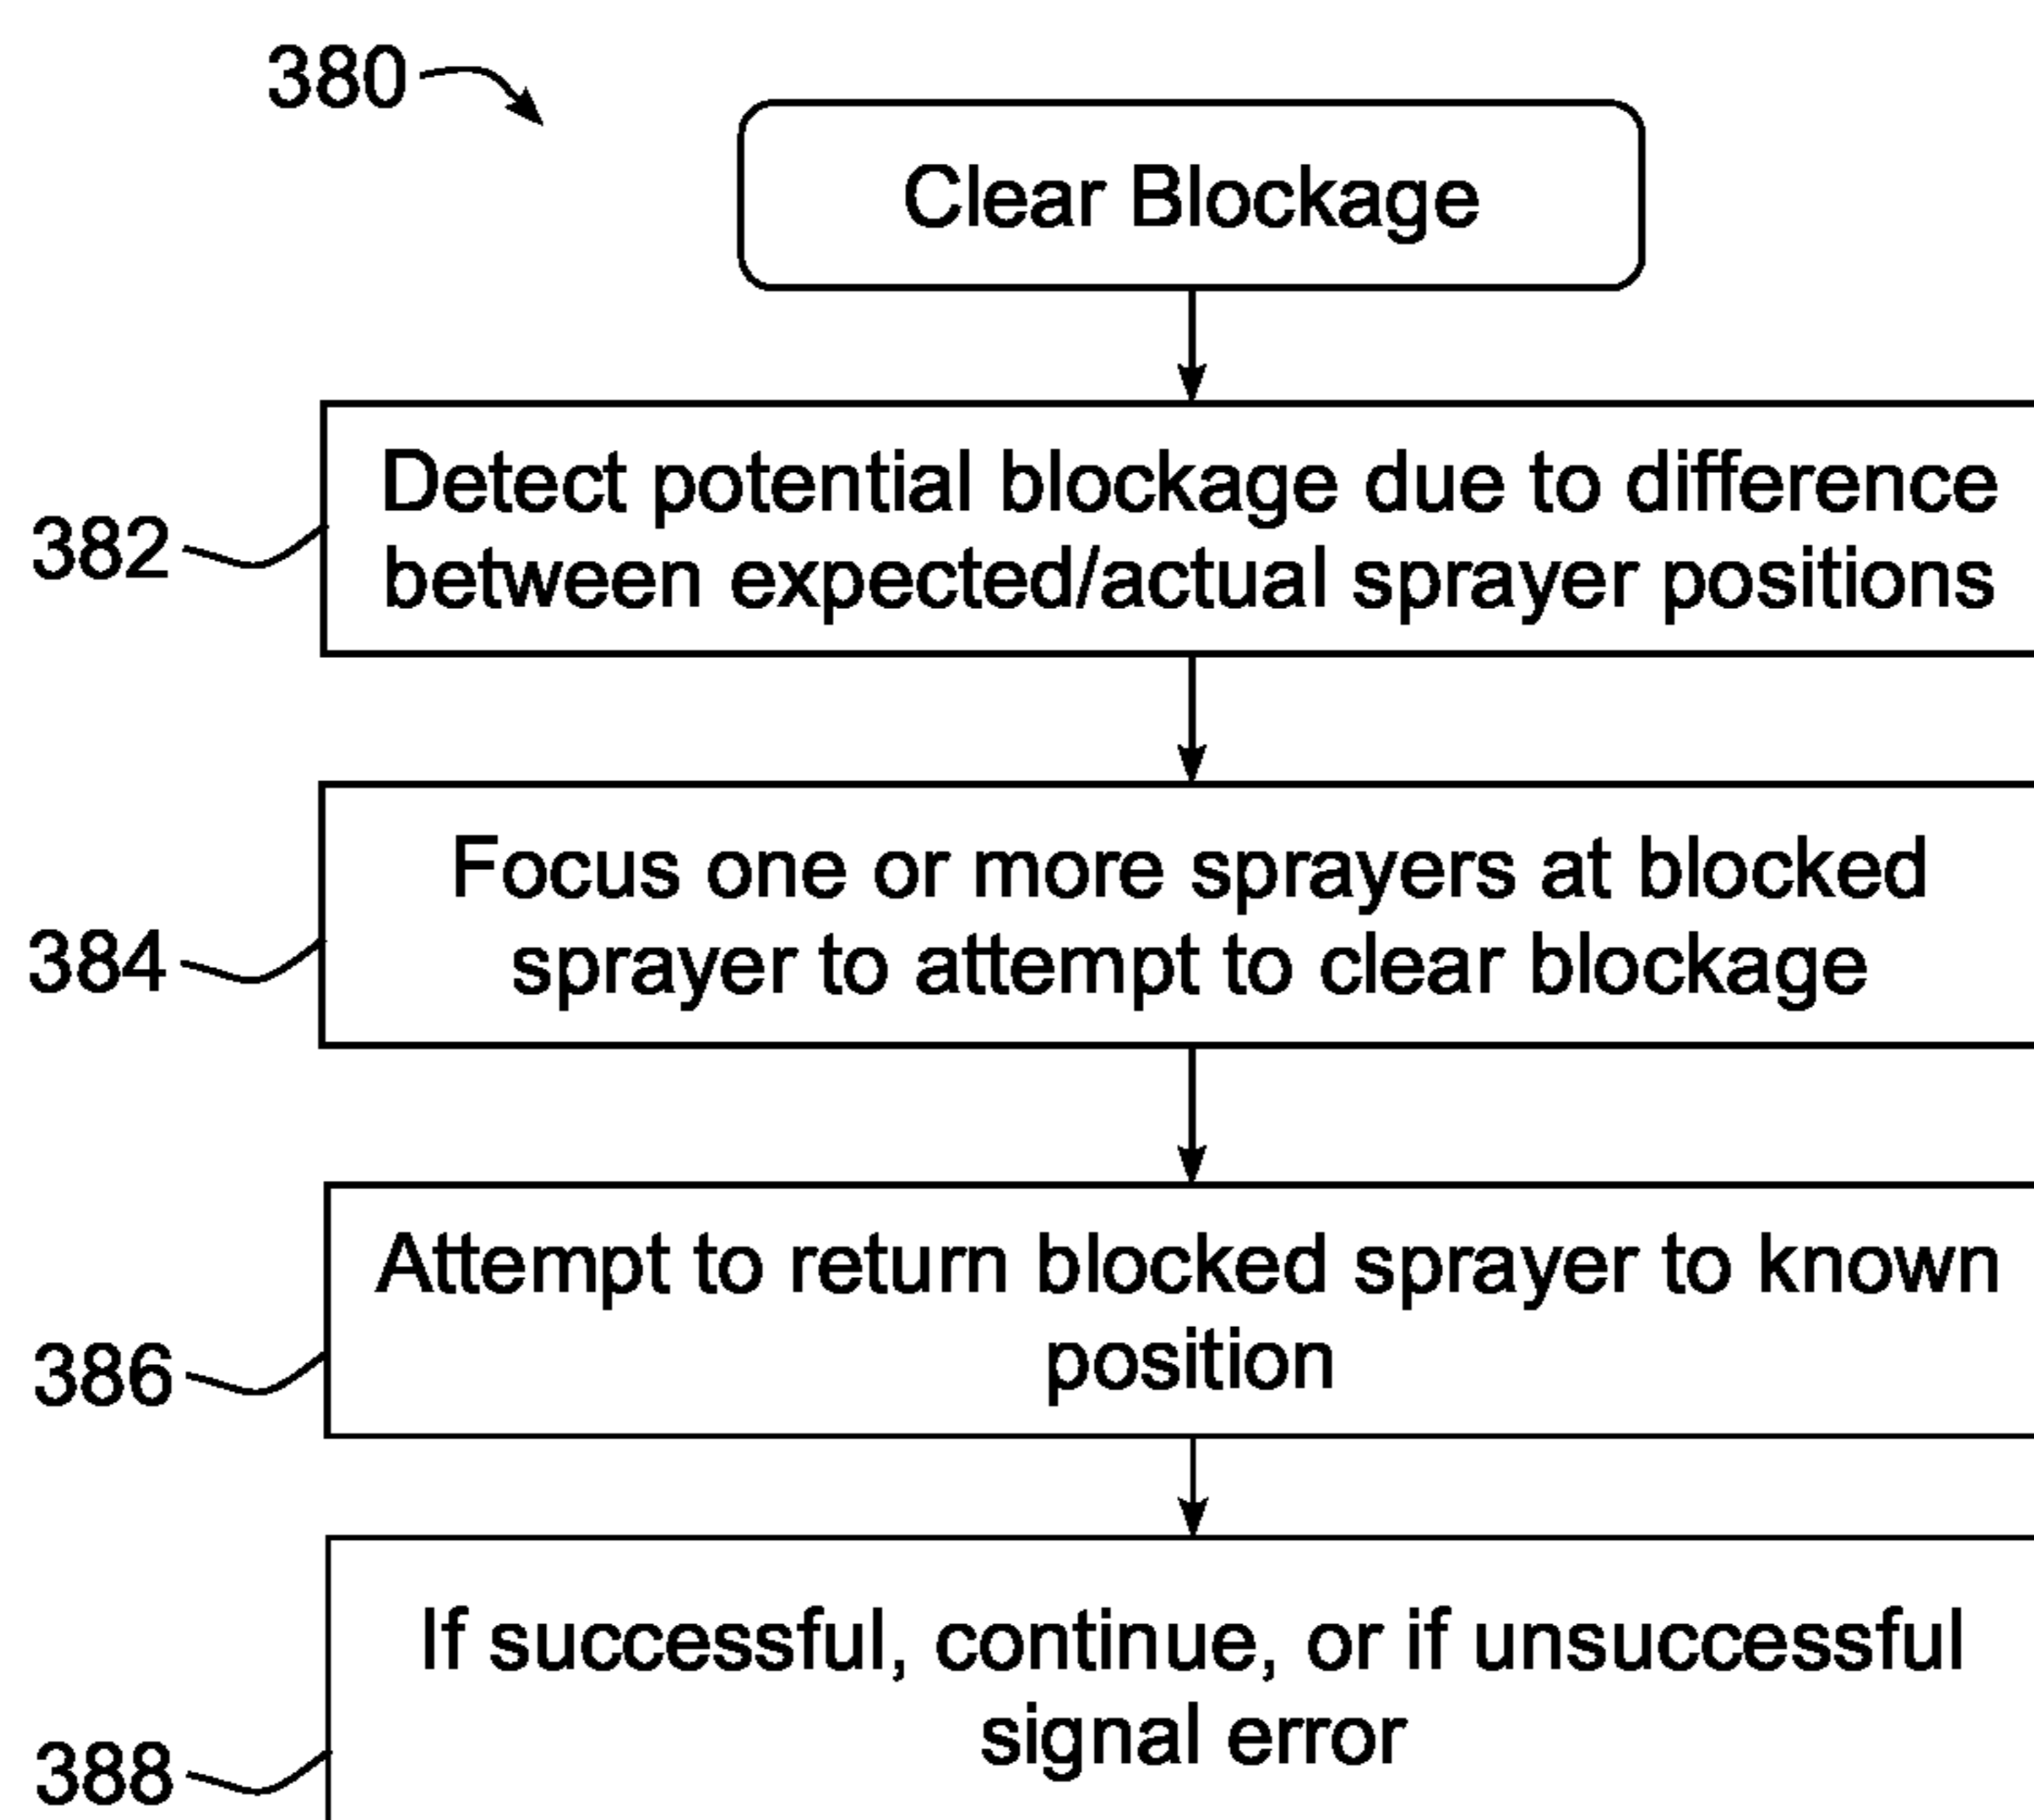 380
Clear Blockage
Detect potential blockage due to difference
between expected/actual sprayer positions
382
Focus one or more sprayers at blocked
sprayer to attempt to clear blockage
384
Attempt to return blocked sprayer to known
position
386
If successful, continue, or if unsuccessful
signal error
388